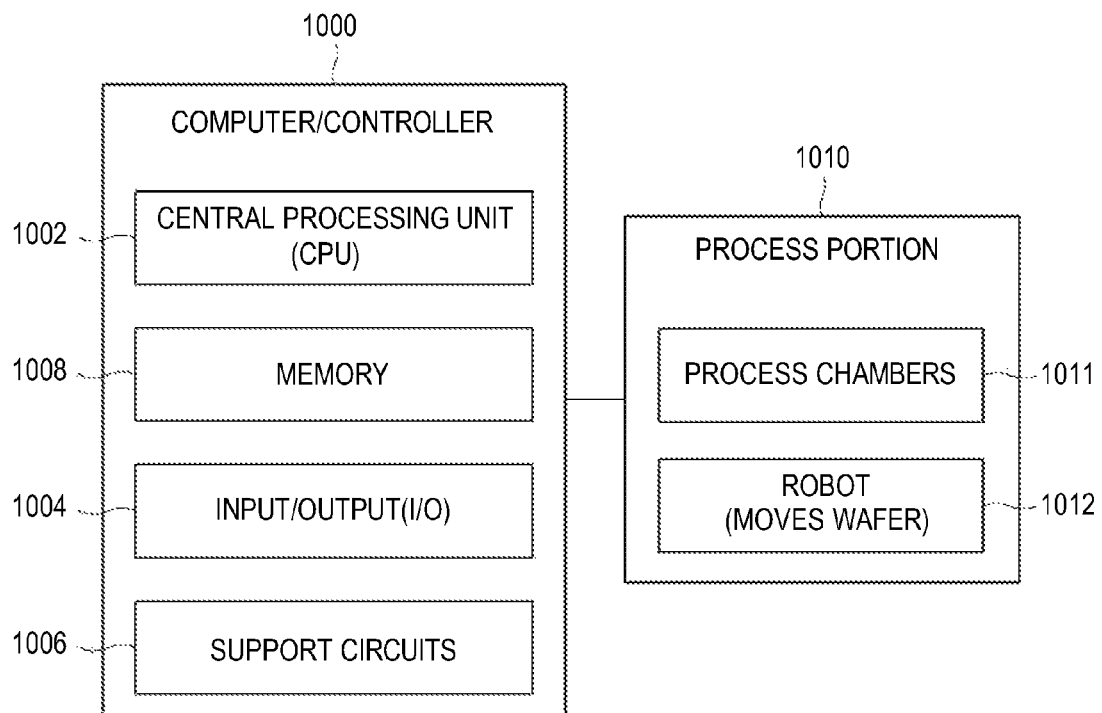 1000
COMPUTER/CONTROLLER
1002
CENTRAL PROCESSING UNIT
(CPU)
1008
MEMORY
1004
INPUT/OUTPUT(I/O)
1006
SUPPORT CIRCUITS
1010
PROCESS PORTION
PROCESS CHAMBERS
1011
ROBOT
(MOVES WAFER)
1012